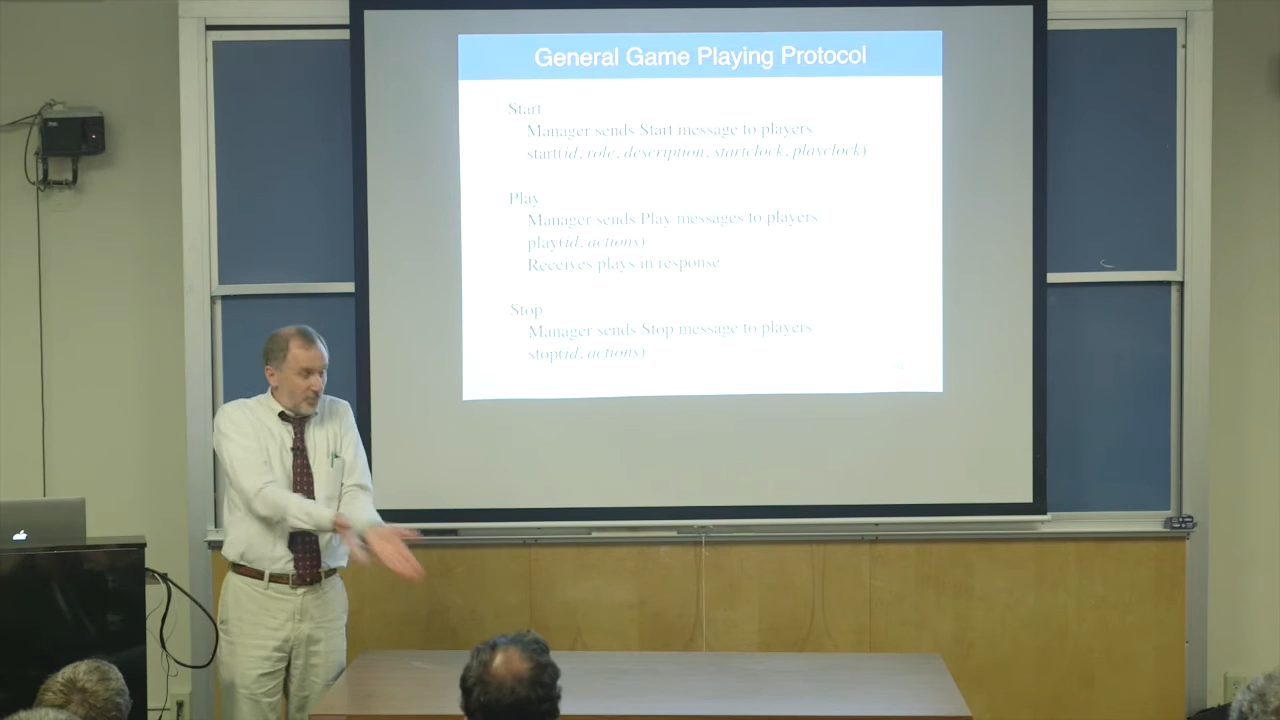 General Game Playing Protocol
Start
Manager sends Start message to players
start(id, role, description, startclock, playclock)
Play
Manager sends Play messages to players
play(id, actions)
Receives plays in response
Stop
Manager sends Stop message to players
stop(id, actions)